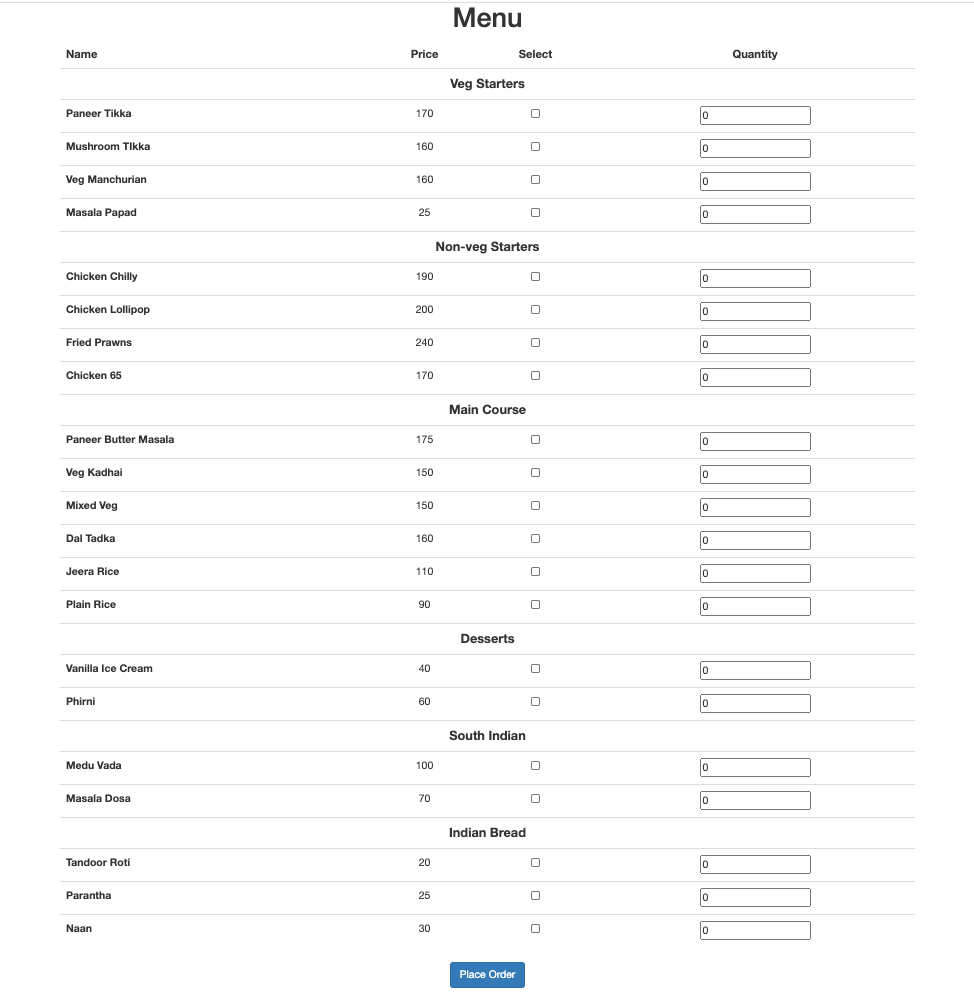 Menu
Name Price Select Quantity
Veg Starters
Paneer Tikka 170 0
Mushroom TIkka 160 0
Veg Manchurian 160 0
Masala Papad 25 0
Non-veg Starters
Chicken Chilly 190 0
Chicken Lollipop 200 0
Fried Prawns 240 0
Chicken 65 170 0
Main Course
Paneer Butter Masala 175 0
Veg Kadhai 150 0
Mixed Veg 150 0
Dal Tadka 160 0
Jeera Rice 110 0
Plain Rice 90 0
Desserts
Vanilla Ice Cream 40 0
Phirni 60 0
South Indian
Medu Vada 100 0
Masala Dosa 70 0
Indian Bread
Tandoor Roti 20 0
Parantha 25 0
Naan 30 0
Place Order